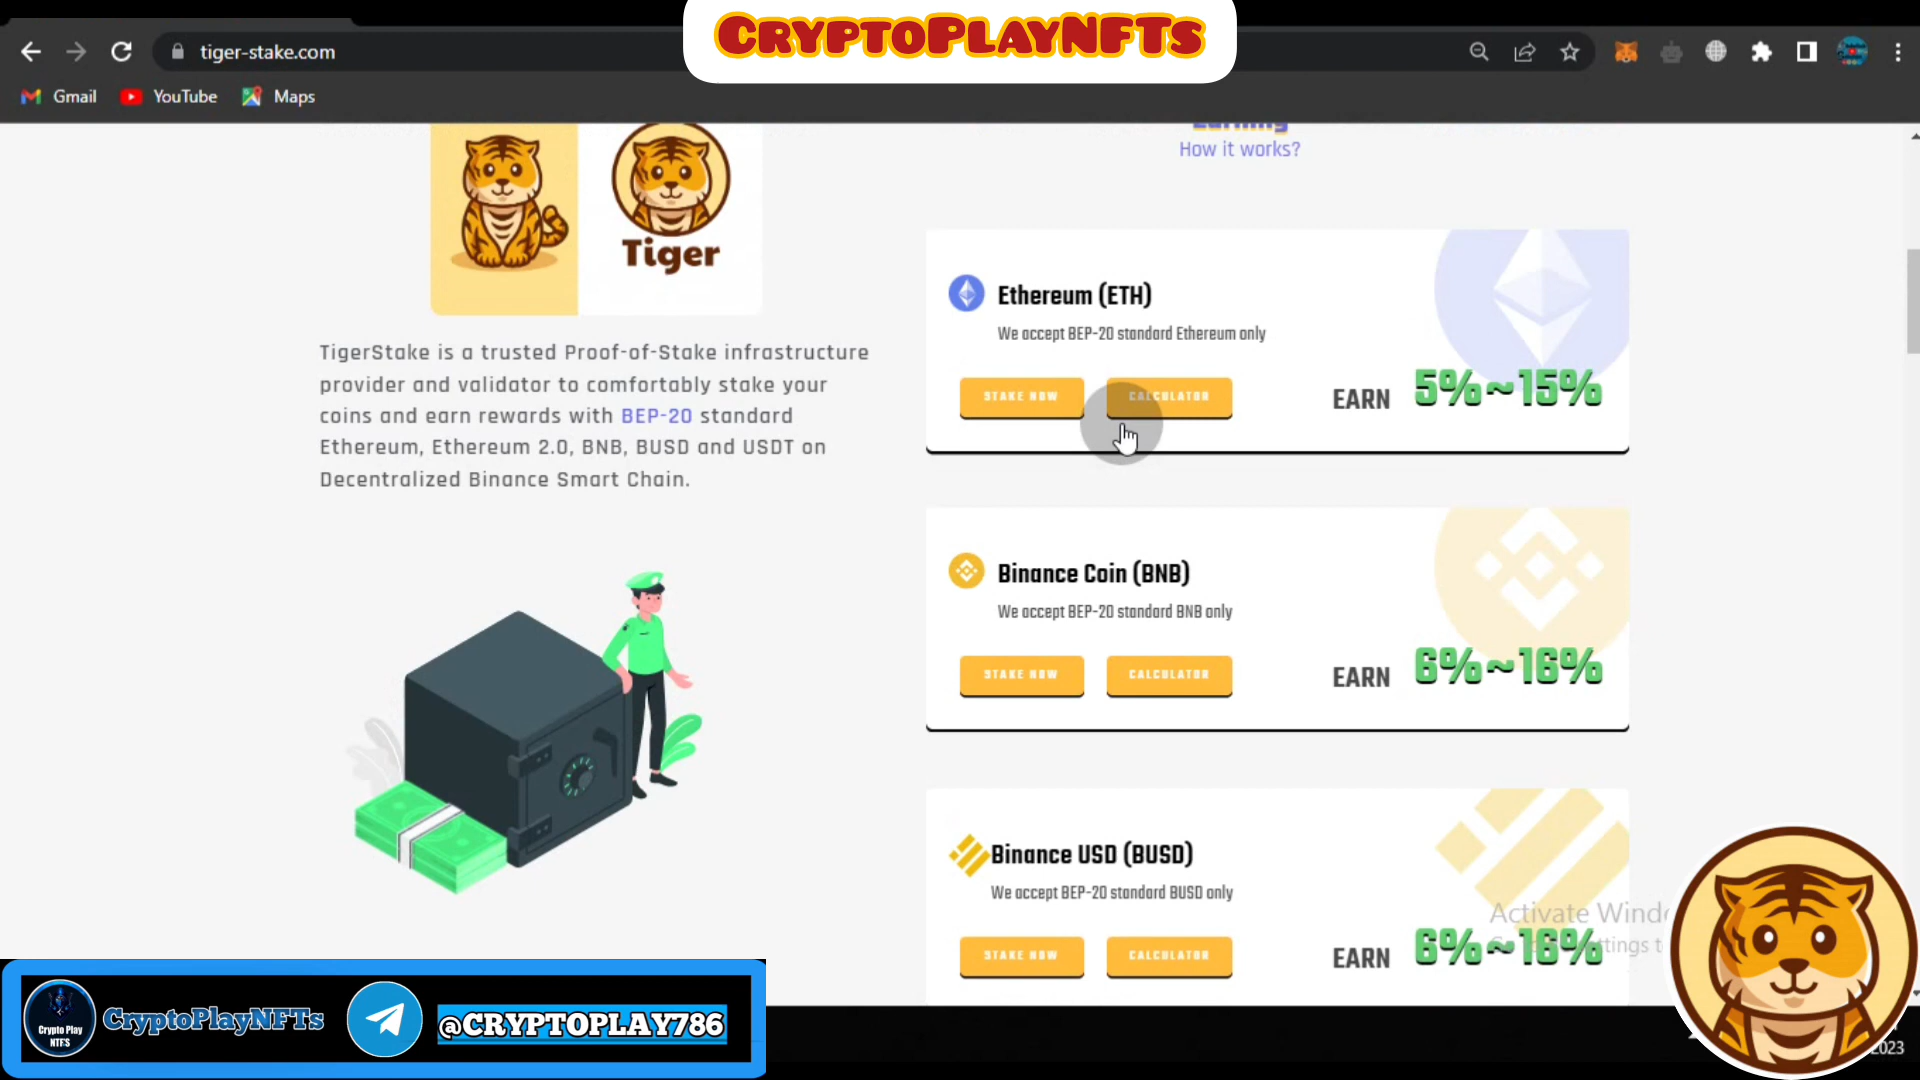 CryptoPlayNFTs
tiger-stake.com
Gmail
YouTube
Maps
Tiger
TigerStake is a trusted Proof-of-Stake infrastructure
provider and validator to comfortably stake your
coins and earn rewards with BEP-20 standard
Ethereum, Ethereum 2.0, BNB, BUSD and USDT on
Decentralized Binance Smart Chain.
Earning
How it works?
Ethereum (ETH)
We accept BEP-20 standard Ethereum only
STAKE NOW
CALCULATOR
EARN
5%~15%
Binance Coin (BNB)
We accept BEP-20 standard BNB only
STAKE NOW
CALCULATOR
EARN
6%~16%
Binance USD (BUSD)
We accept BEP-20 standard BUSD only
STAKE NOW
CALCULATOR
EARN
6%~16%
Activate
Crypto Play
NTFS
CryptoPlayNFTs
@CRYPTOPLAY786
2023